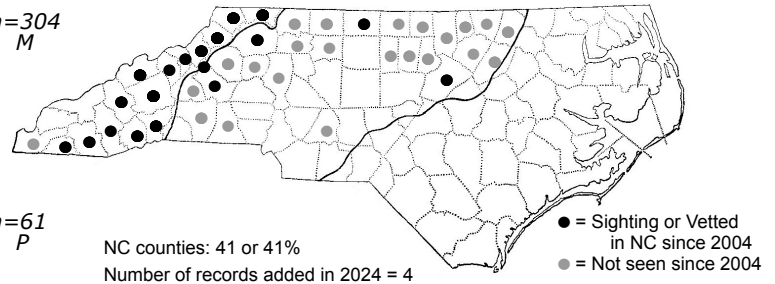 =304
M
=61
P
NC counties: 41 or 41%
Number of records added in 2024 = 4
● = Sighting or Vetted
in NC since 2004
● = Not seen since 2004